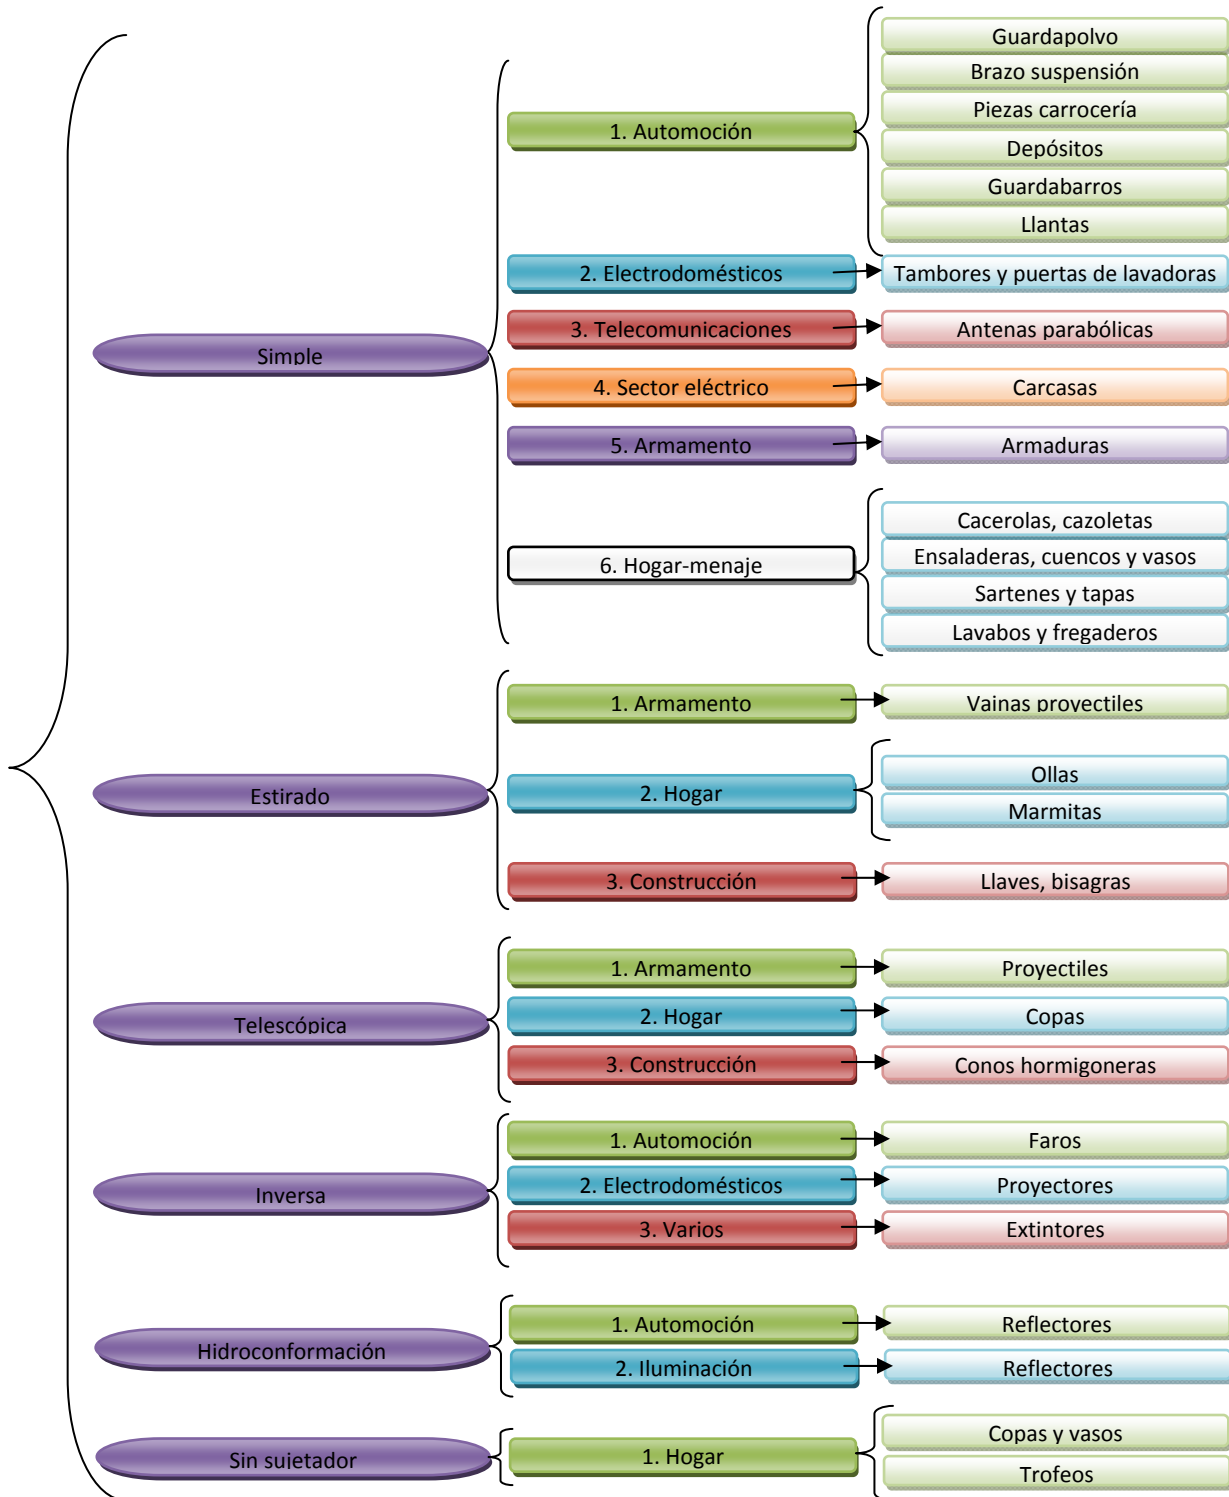 Simple
1. Automoción
Guardapolvo
Brazo suspensión
Piezas carrocería
Depósitos
Guardabarros
Llantas
2. Electrodomésticos
Tambores y puertas de lavadoras
3. Telecomunicaciones
Antenas parabólicas
4. Sector eléctrico
Carcasas
5. Armamento
Armaduras
6. Hogar-menaje
Cacerolas, cazoletas
Ensaladeras, cuencos y vasos
Sartenes y tapas
Lavabos y fregaderos
Estirado
1. Armamento
Vainas proyectiles
2. Hogar
Ollas
Marmitas
3. Construcción
Llaves, bisagras
Telescópica
1. Armamento
Proyectiles
2. Hogar
Copas
3. Construcción
Conos hormigoneras
Inversa
1. Automoción
Faros
2. Electrodomésticos
Proyectores
3. Varios
Extintores
Hidroconformación
1. Automoción
Reflectores
2. Iluminación
Reflectores
Sin sujetador
1. Hogar
Copas y vasos
Trofeos